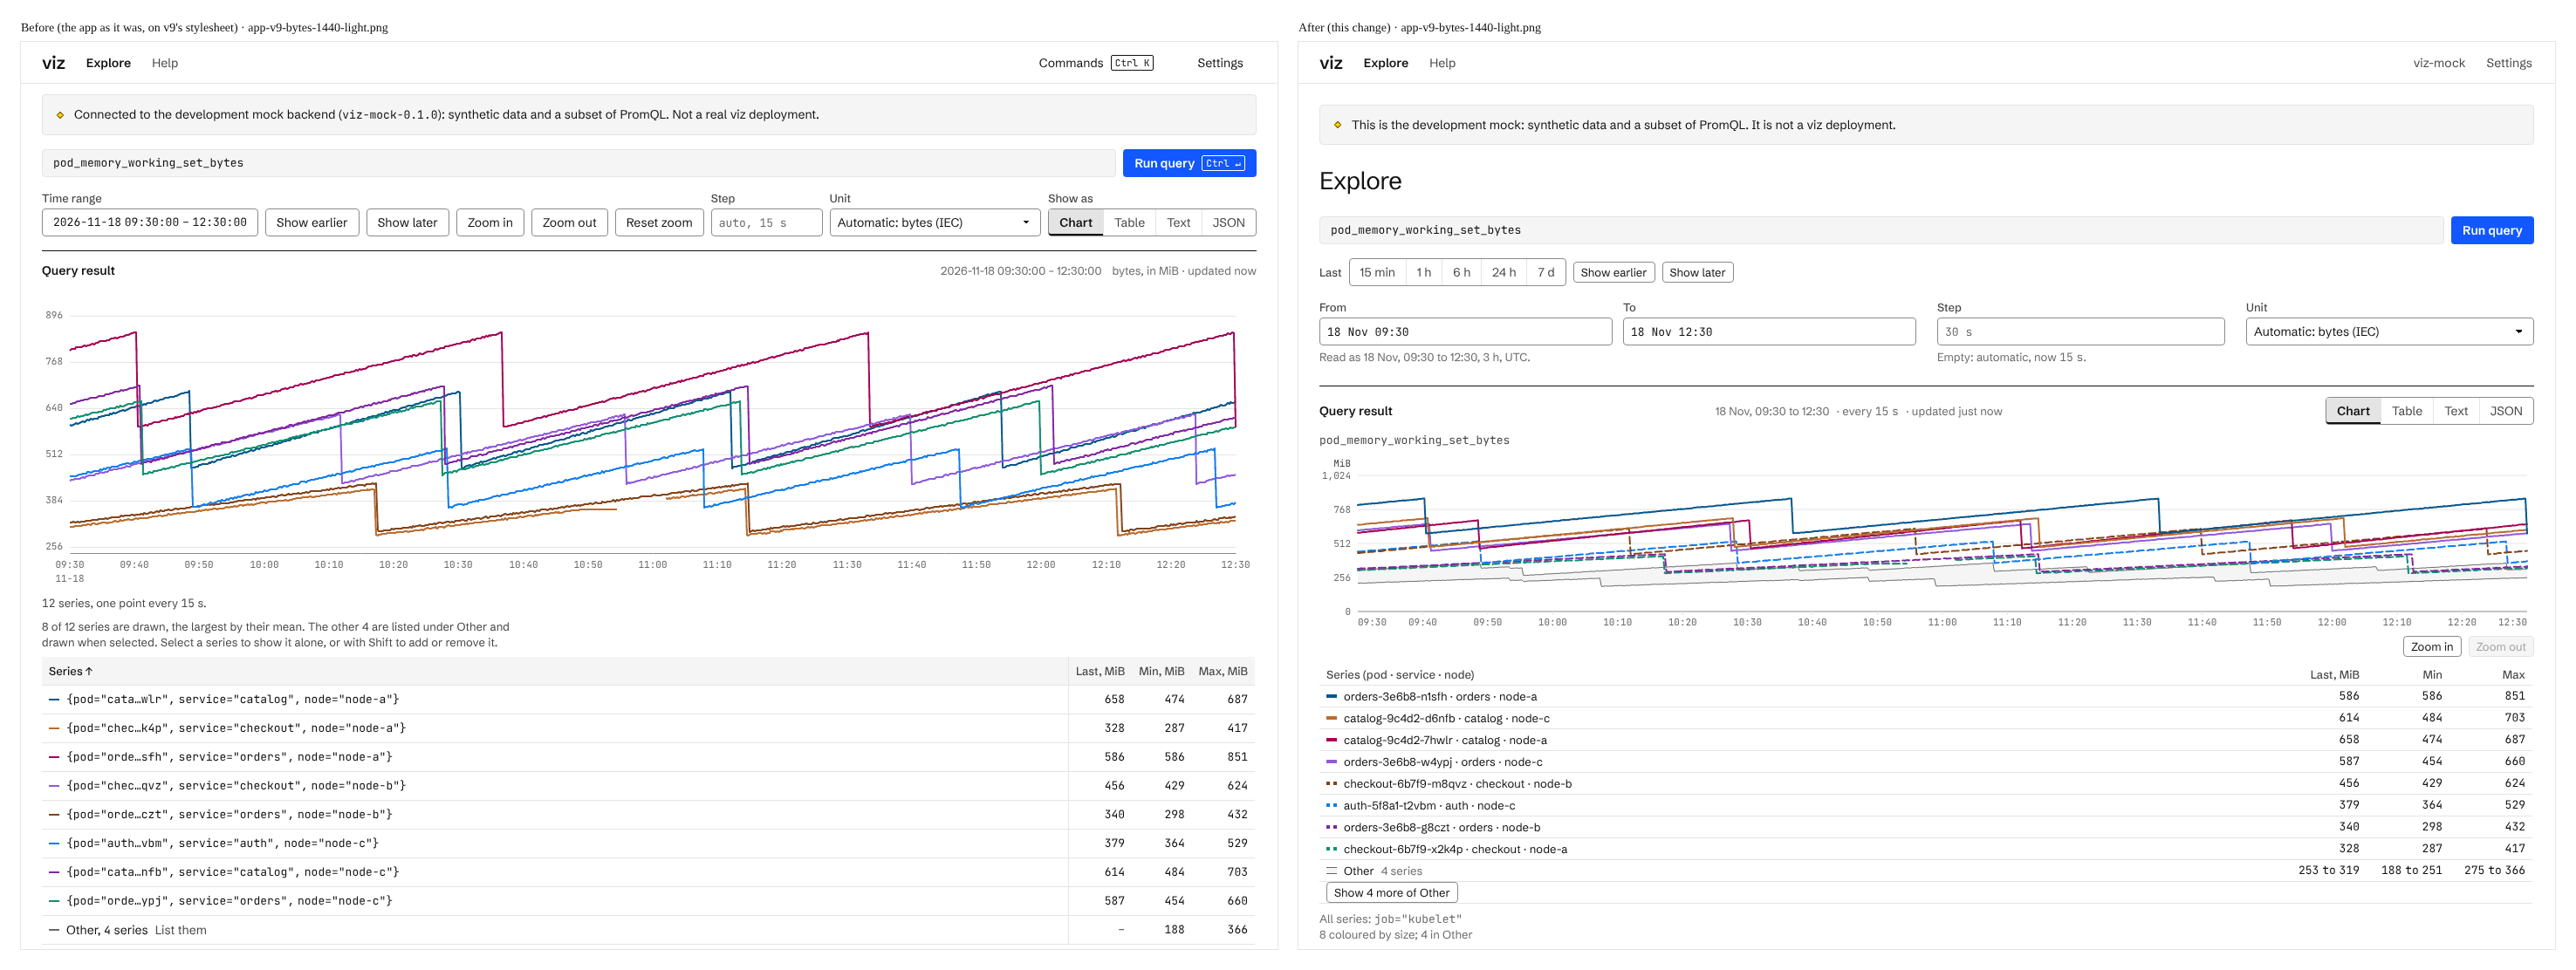 Before (the app as it was, on v9's stylesheet) · app-v9-bytes-1440-light.png
viz Explore Help Commands Ctrl K Settings
Connected to the development mock backend (viz-mock-0.1.0): synthetic data and a subset of PromQL. Not a real viz deployment.
pod_memory_working_set_bytes Run query Ctrl ↵
Time range Step Unit Show as
2026-11-18 09:30:00 – 12:30:00 Show earlier Show later Zoom in Zoom out Reset zoom auto, 15 s Automatic: bytes (IEC) Chart Table Text JSON
Query result 2026-11-18 09:30:00 – 12:30:00 bytes, in MiB · updated now
896
768
640
512
384
256
09:30 09:40 09:50 10:00 10:10 10:20 10:30 10:40 10:50 11:00 11:10 11:20 11:30 11:40 11:50 12:00 12:10 12:20 12:30
11-18
12 series, one point every 15 s.
8 of 12 series are drawn, the largest by their mean. The other 4 are listed under Other and
drawn when selected. Select a series to show it alone, or with Shift to add or remove it.
Series ↑ Last, MiB Min, MiB Max, MiB
{pod="cata…wlr", service="catalog", node="node-a"} 658 474 687
{pod="chec…k4p", service="checkout", node="node-a"} 328 287 417
{pod="orde…sfh", service="orders", node="node-a"} 586 586 851
{pod="chec…qvz", service="checkout", node="node-b"} 456 429 624
{pod="orde…czt", service="orders", node="node-b"} 340 298 432
{pod="auth…vbm", service="auth", node="node-c"} 379 364 529
{pod="cata…nfb", service="catalog", node="node-c"} 614 484 703
{pod="orde…ypj", service="orders", node="node-c"} 587 454 660
Other, 4 series List them – 188 366
After (this change) · app-v9-bytes-1440-light.png
viz Explore Help viz-mock Settings
This is the development mock: synthetic data and a subset of PromQL. It is not a viz deployment.
Explore
pod_memory_working_set_bytes Run query
Last 15 min 1 h 6 h 24 h 7 d Show earlier Show later
From To Step Unit
18 Nov 09:30 18 Nov 12:30 30 s Automatic: bytes (IEC)
Read as 18 Nov, 09:30 to 12:30, 3 h, UTC. Empty: automatic, now 15 s.
Query result 18 Nov, 09:30 to 12:30 · every 15 s · updated just now Chart Table Text JSON
pod_memory_working_set_bytes
MiB
1,024
768
512
256
0
09:30 09:40 09:50 10:00 10:10 10:20 10:30 10:40 10:50 11:00 11:10 11:20 11:30 11:40 11:50 12:00 12:10 12:20 12:30
Zoom in Zoom out
Series (pod · service · node) Last, MiB Min Max
orders-3e6b8-n1sfh · orders · node-a 586 586 851
catalog-9c4d2-d6nfb · catalog · node-c 614 484 703
catalog-9c4d2-7hwlr · catalog · node-a 658 474 687
orders-3e6b8-w4ypj · orders · node-c 587 454 660
checkout-6b7f9-m8qvz · checkout · node-b 456 429 624
auth-5f8a1-t2vbm · auth · node-c 379 364 529
orders-3e6b8-g8czt · orders · node-b 340 298 432
checkout-6b7f9-x2k4p · checkout · node-a 328 287 417
Other 4 series 253 to 319 188 to 251 275 to 366
Show 4 more of Other
All series: job="kubelet"
8 coloured by size; 4 in Other